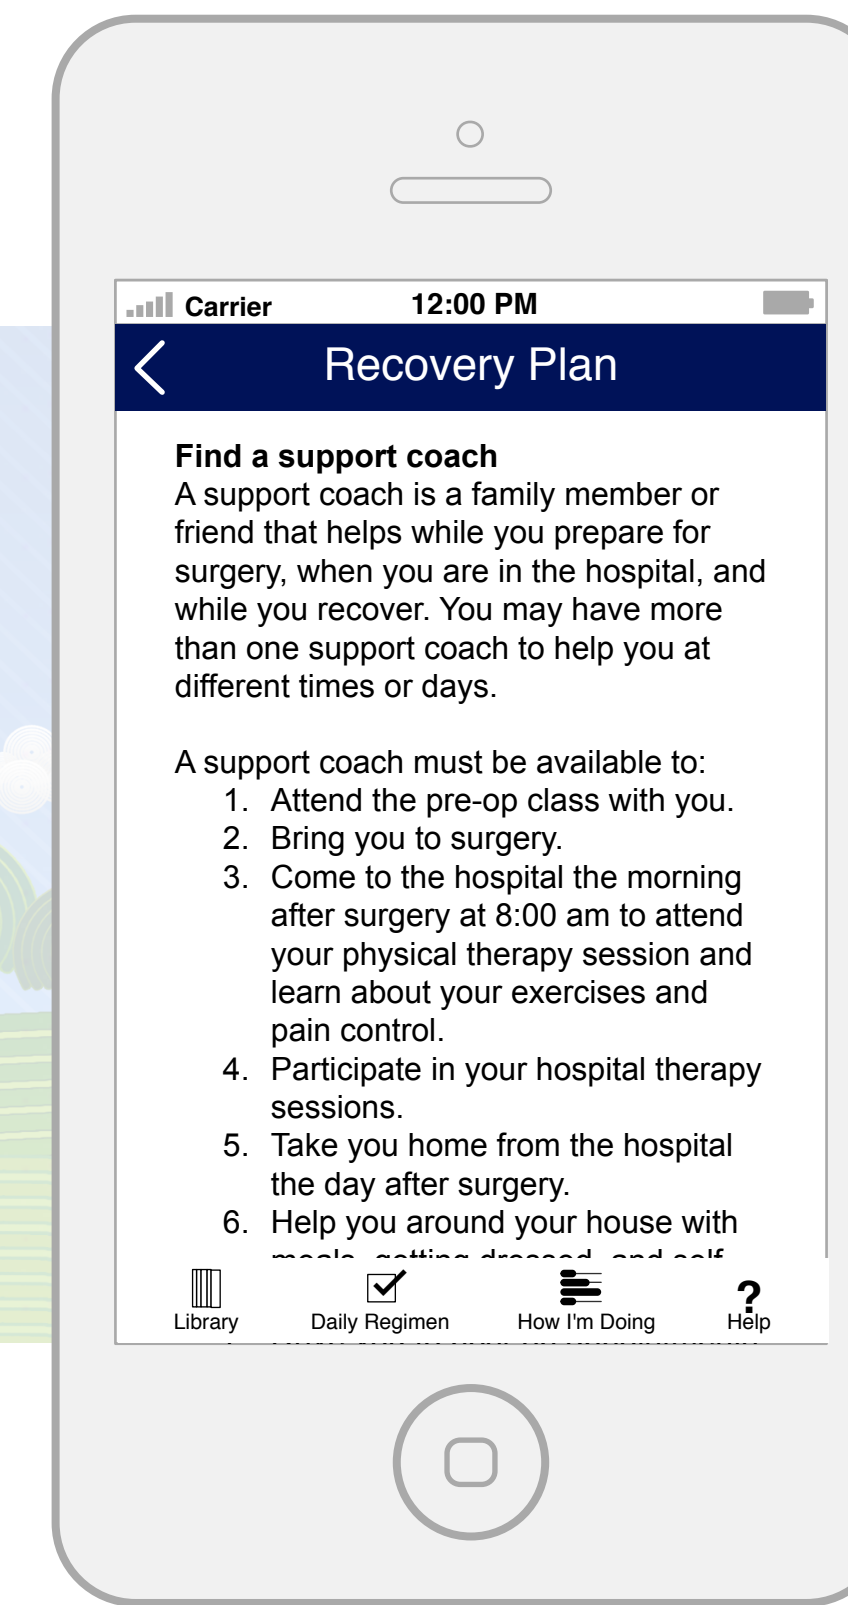 Carrier 12:00 PM
Recovery Plan
Find a support coach
A support coach is a family member or
friend that helps while you prepare for
surgery, when you are in the hospital, and
while you recover. You may have more
than one support coach to help you at
different times or days.
A support coach must be available to:
1. Attend the pre-op class with you.
2. Bring you to surgery.
3. Come to the hospital the morning
after surgery at 8:00 am to attend
your physical therapy session and
learn about your exercises and
pain control.
4. Participate in your hospital therapy
sessions.
5. Take you home from the hospital
the day after surgery.
6. Help you around your house with
meals, getting dressed, and self
Library Daily Regimen How I'm Doing ? Help